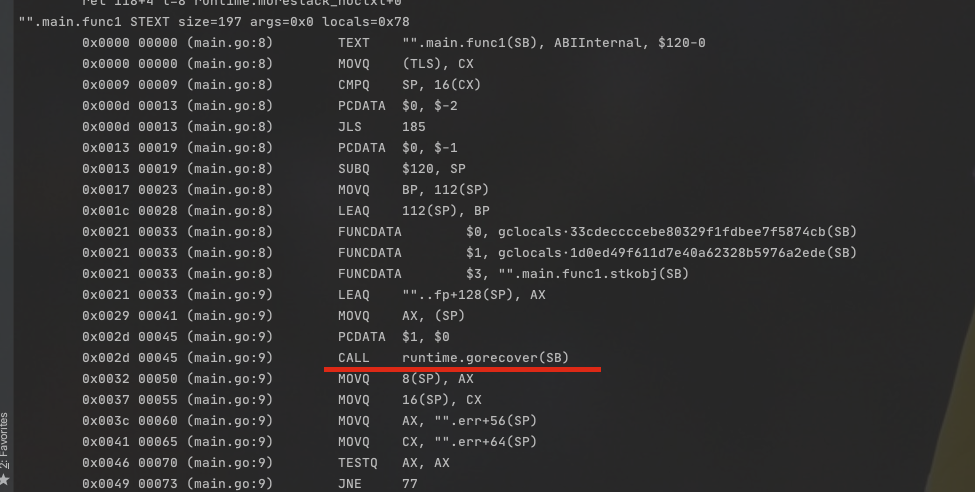 rel 118+4 t=8 runtime.morestack_noctxt+0
"".main.func1 STEXT size=197 args=0x0 locals=0x78
0x0000 00000 (main.go:8) TEXT "".main.func1(SB), ABIInternal, $120-0
0x0000 00000 (main.go:8) MOVQ (TLS), CX
0x0009 00009 (main.go:8) CMPQ SP, 16(CX)
0x000d 00013 (main.go:8) PCDATA $0, $-2
0x000d 00013 (main.go:8) JLS 185
0x0013 00019 (main.go:8) PCDATA $0, $-1
0x0013 00019 (main.go:8) SUBQ $120, SP
0x0017 00023 (main.go:8) MOVQ BP, 112(SP)
0x001c 00028 (main.go:8) LEAQ 112(SP), BP
0x0021 00033 (main.go:8) FUNCDATA $0, gclocals·33cdeccccebe80329f1fdbee7f5874cb(SB)
0x0021 00033 (main.go:8) FUNCDATA $1, gclocals·1d0ed49f611d7e40a62328b5976a2ede(SB)
0x0021 00033 (main.go:8) FUNCDATA $3, "".main.func1.stkobj(SB)
0x0021 00033 (main.go:9) LEAQ ""..fp+128(SP), AX
0x0029 00041 (main.go:9) MOVQ AX, (SP)
0x002d 00045 (main.go:9) PCDATA $1, $0
0x002d 00045 (main.go:9) CALL runtime.gorecover(SB)
0x0032 00050 (main.go:9) MOVQ 8(SP), AX
0x0037 00055 (main.go:9) MOVQ 16(SP), CX
0x003c 00060 (main.go:9) MOVQ AX, "".err+56(SP)
0x0041 00065 (main.go:9) MOVQ CX, "".err+64(SP)
0x0046 00070 (main.go:9) TESTQ AX, AX
0x0049 00073 (main.go:9) JNE 77
2: Favorites